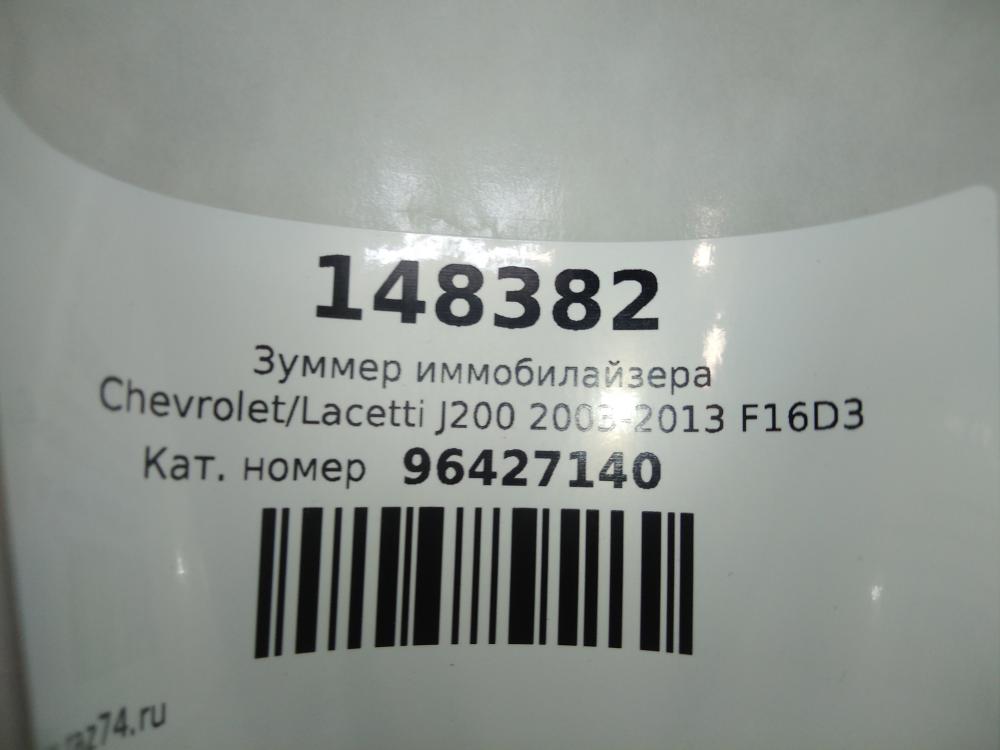 148382
Зуммер иммобилайзера
Chevrolet/Lacetti J200 2003-2013 F16D3
Кат. номер 96427140